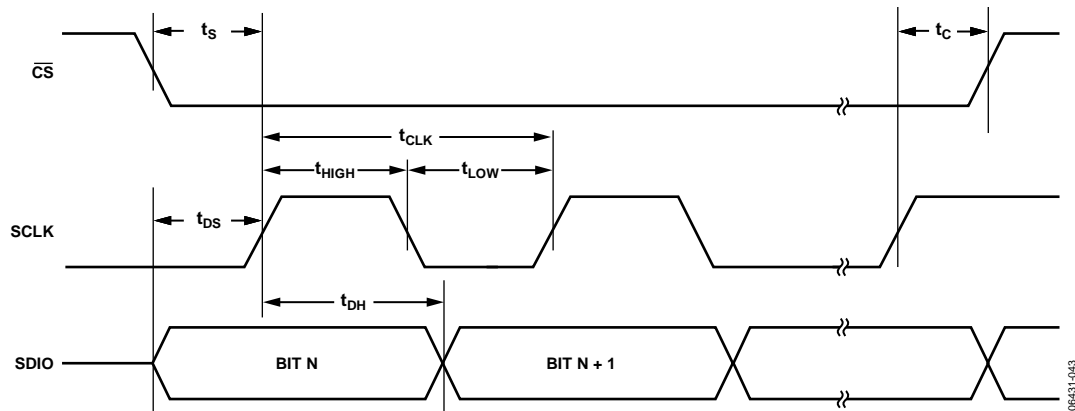 tS
tC
CS
tCLK
tHIGH
tLOW
tDS
SCLK
tDH
SDIO
BIT N
BIT N + 1
06431-043